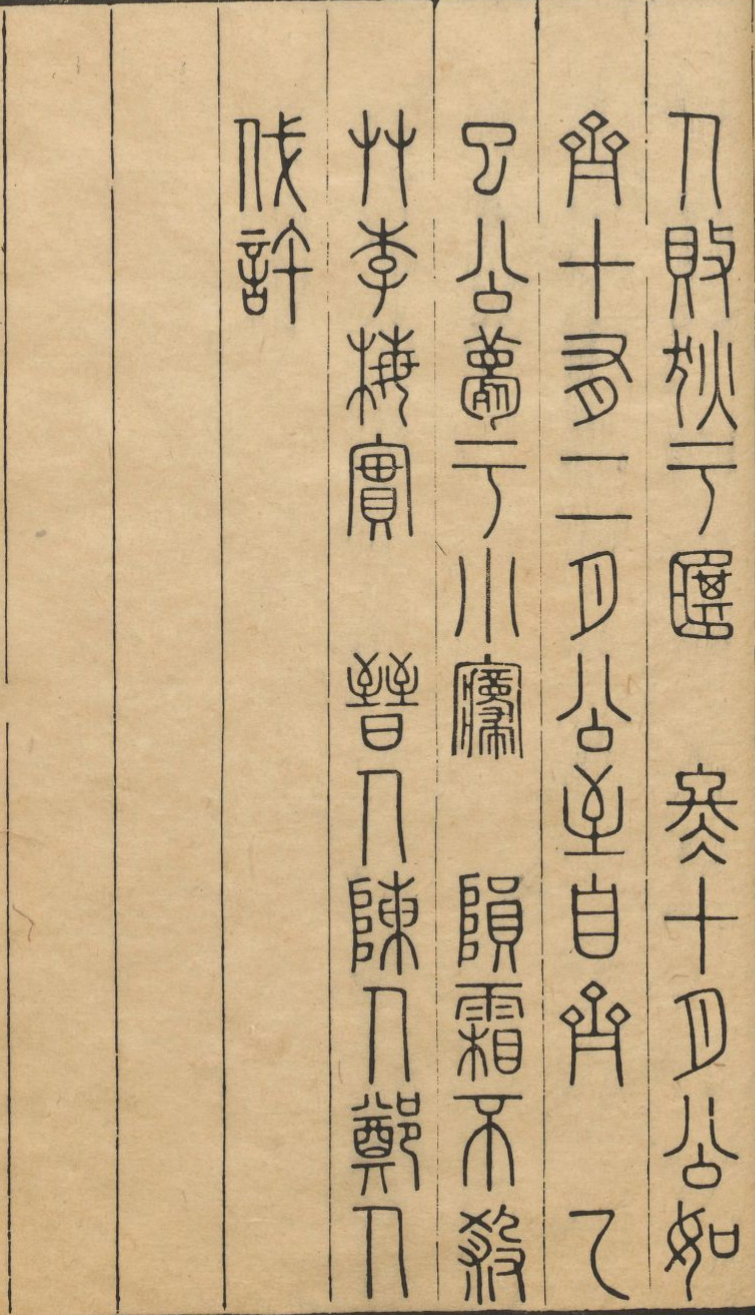 人敗狄于箕　冬十月公如
齊十有二月公至自齊　乙
巳公薨于小寢　隕霜不殺
艸李梅實　晉人陳人鄭人
伐許